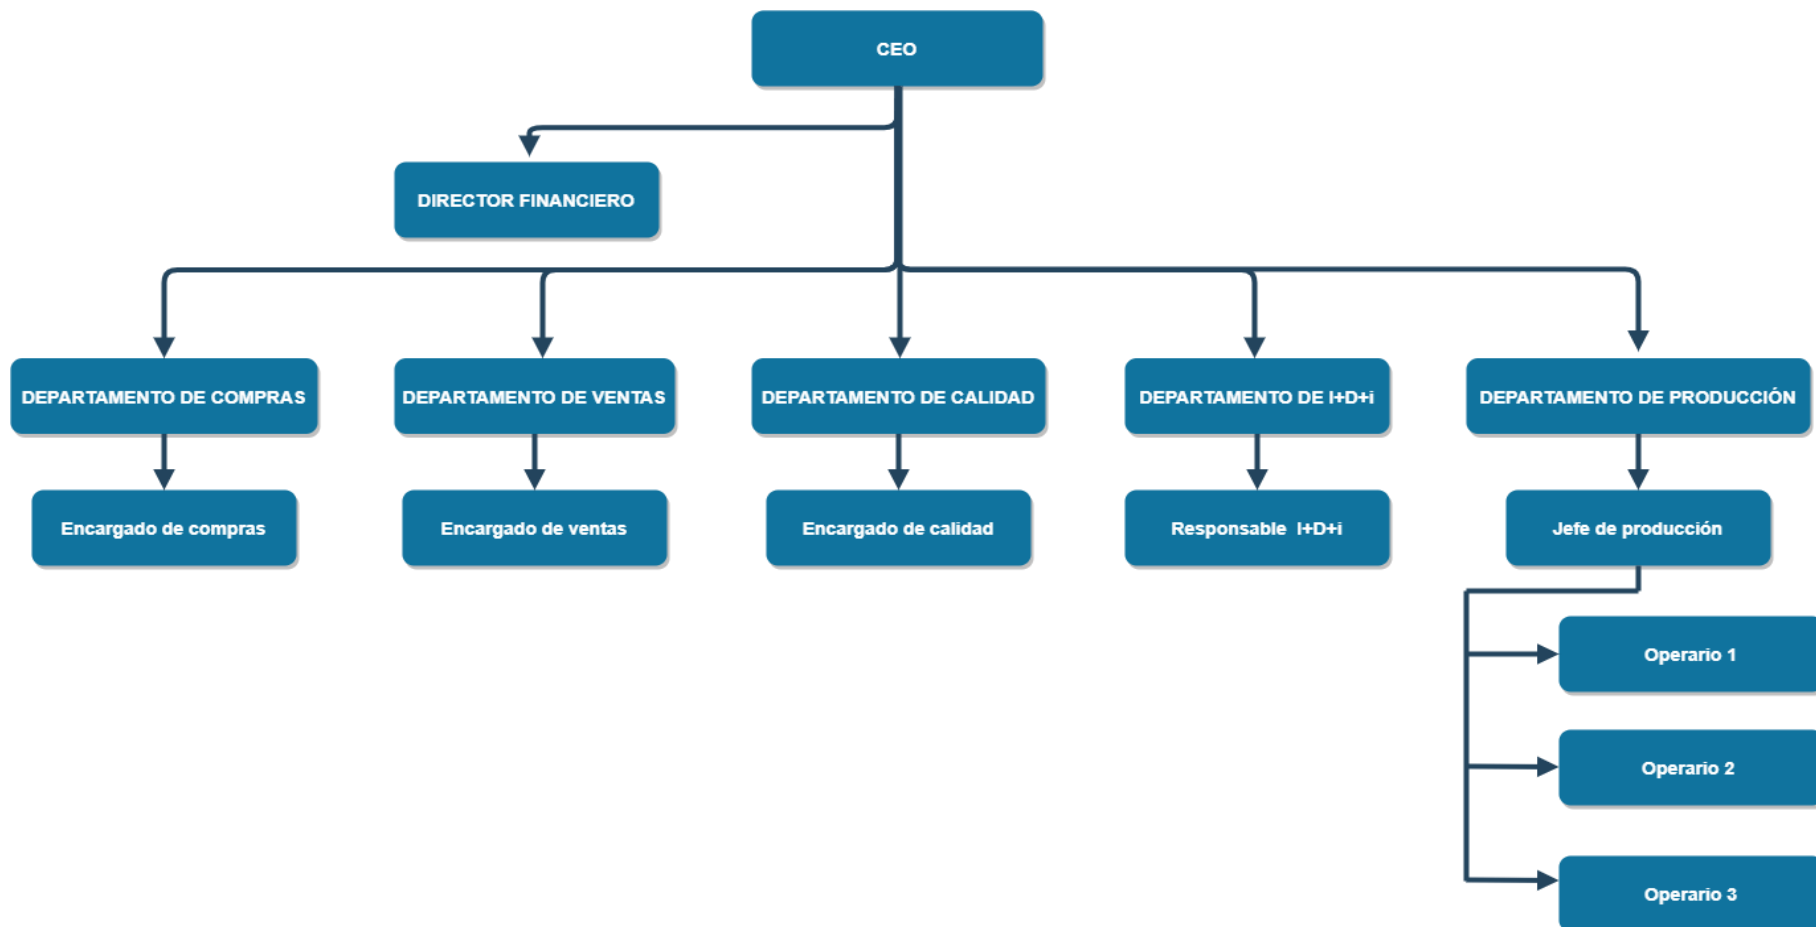 CEO
DIRECTOR FINANCIERO
DEPARTAMENTO DE COMPRAS
DEPARTAMENTO DE VENTAS
DEPARTAMENTO DE CALIDAD
DEPARTAMENTO DE I+D+i
DEPARTAMENTO DE PRODUCCIÓN
Encargado de compras
Encargado de ventas
Encargado de calidad
Responsable I+D+i
Jefe de producción
Operario 1
Operario 2
Operario 3